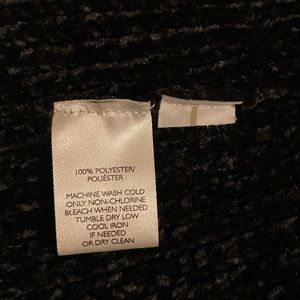 100% POLYESTER/
POLIÉSTER
MACHINE WASH COLD
ONLY NON-CHLORINE
BLEACH WHEN NEEDED
TUMBLE DRY LOW
COOL IRON
IF NEEDED
OR DRY CLEAN